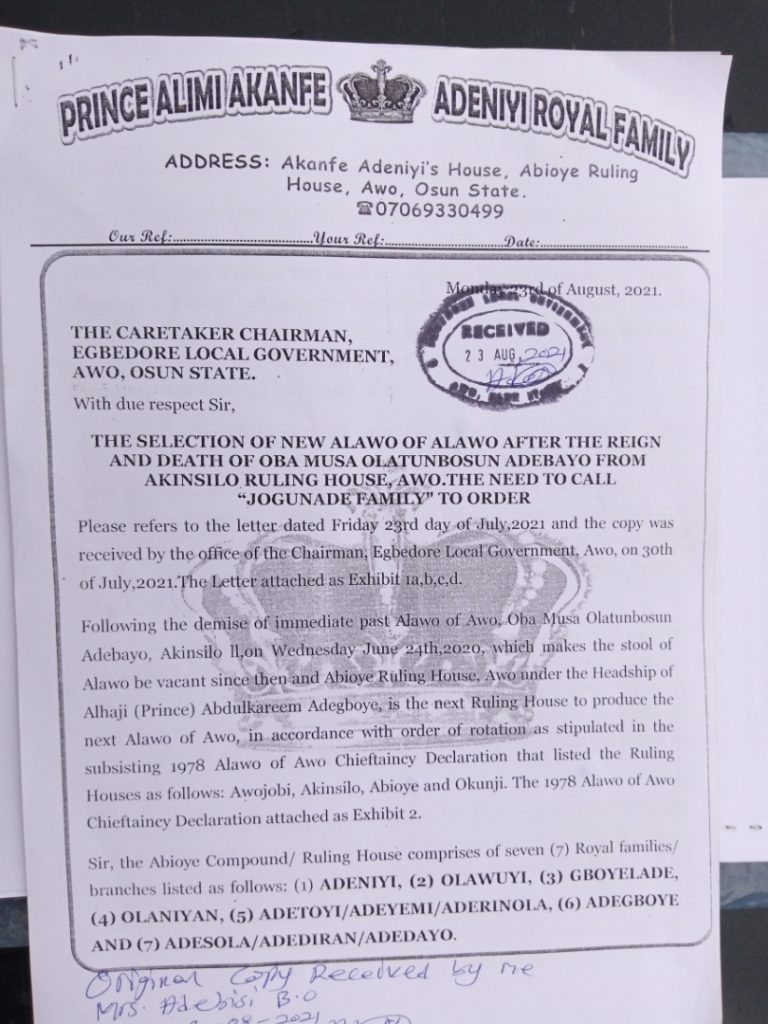 PRINCE ALIMI AKANFE ADENIYI ROYAL FAMILY
ADDRESS: Akanfe Adeniyi's House, Abioye Ruling
House, Awo, Osun State.
☎07069330499
Our Ref:..........................................Your Ref:....................................Date:............................................
Monday 23rd of August, 2021.
RECEIVED
23 AUG 2021
THE CARETAKER CHAIRMAN,
EGBEDORE LOCAL GOVERNMENT,
AWO, OSUN STATE.
With due respect Sir,
THE SELECTION OF NEW ALAWO OF ALAWO AFTER THE REIGN
AND DEATH OF OBA MUSA OLATUNBOSUN ADEBAYO FROM
AKINSILO RULING HOUSE, AWO.THE NEED TO CALL
“JOGUNADE FAMILY” TO ORDER
Please refers to the letter dated Friday 23rd day of July,2021 and the copy was
received by the office of the Chairman, Egbedore Local Government, Awo, on 30th
of July,2021.The Letter attached as Exhibit 1a,b,c,d.
Following the demise of immediate past Alawo of Awo, Oba Musa Olatunbosun
Adebayo, Akinsilo ll,on Wednesday June 24th,2020, which makes the stool of
Alawo be vacant since then and Abioye Ruling House, Awo under the Headship of
Alhaji (Prince) Abdulkareem Adegboye, is the next Ruling House to produce the
next Alawo of Awo, in accordance with order of rotation as stipulated in the
subsisting 1978 Alawo of Awo Chieftaincy Declaration that listed the Ruling
Houses as follows: Awojobi, Akinsilo, Abioye and Okunji. The 1978 Alawo of Awo
Chieftaincy Declaration attached as Exhibit 2.
Sir, the Abioye Compound/ Ruling House comprises of seven (7) Royal families/
branches listed as follows: (1) ADENIYI, (2) OLAWUYI, (3) GBOYELADE,
(4) OLANIYAN, (5) ADETOYI/ADEYEMI/ADERINOLA, (6) ADEGBOYE
AND (7) ADESOLA/ADEDIRAN/ADEDAYO.
Original Copy Received by me
Mrs. Adebisi B.O
08-2021